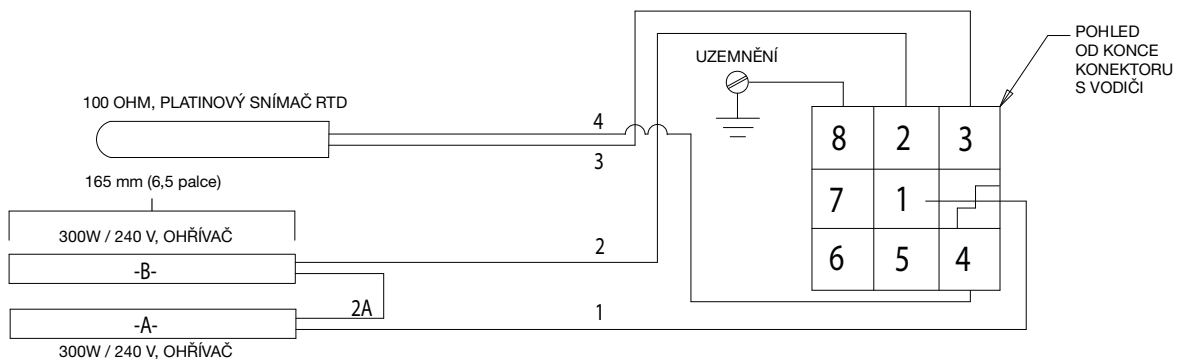 POHLED
OD KONCE
KONEKTORU
S VODIČI
UZEMNĚNÍ
100 OHM, PLATINOVÝ SNÍMAČ RTD
4
3
8 2 3
7 1
6 5 4
165 mm (6,5 palce)
300W / 240 V, OHŘÍVAČ
-B-
2
2A
-A-
1
300W / 240 V, OHŘÍVAČ